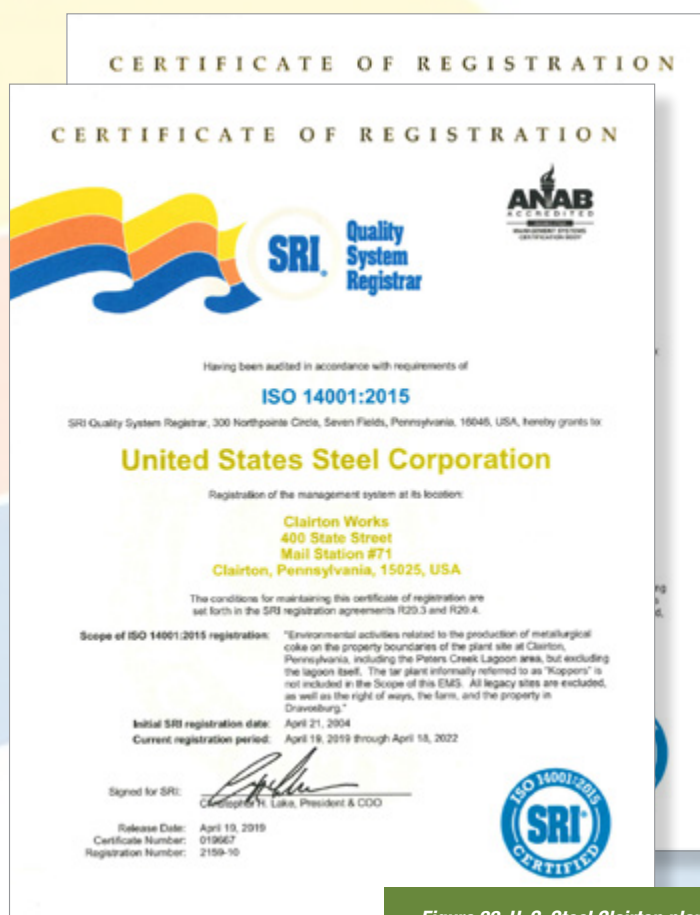 CERTIFICATE OF REGISTRATION
CERTIFICATE OF REGISTRATION
SRI
Quality
System
Registrar
ANAB
ACCREDITED
MANAGEMENT SYSTEMS
CERTIFICATION BODY
Having been audited in accordance with requirements of
ISO 14001:2015
SRI Quality System Registrar, 300 Northpointe Circle, Seven Fields, Pennsylvania, 16046, USA, hereby grants to:
United States Steel Corporation
Registration of the management system at its location:
Clairton Works
400 State Street
Mail Station #71
Clairton, Pennsylvania, 15025, USA
The conditions for maintaining this certificate of registration are
set forth in the SRI registration agreements R20.3 and R20.4.
Scope of ISO 14001:2015 registration: "Environmental activities related to the production of metallurgical
coke on the property boundaries of the plant site at Clairton,
Pennsylvania, including the Peters Creek Lagoon area, but excluding
the lagoon itself. The tar plant informally referred to as "Koppers" is
not included in the Scope of this EMS. All legacy sites are excluded,
as well as the right of ways, the farm, and the property in
Dravosburg."
Initial SRI registration date: April 21, 2004
Current registration period: April 19, 2019 through April 18, 2022
Signed for SRI:
Christopher H. Lake, President & COO
Release Date: April 19, 2019
Certificate Number: 019667
Registration Number: 2159-10
ISO 14001:2015
SRI
CERTIFIED